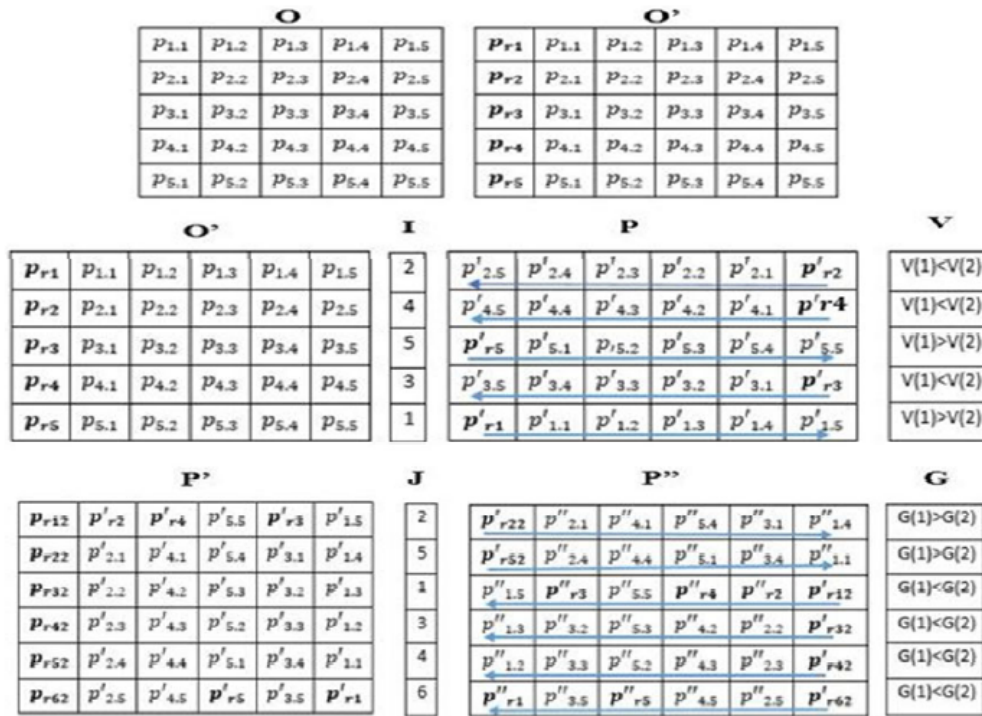 O O'
p1.1 p1.2 p1.3 p1.4 p1.5 pr1 p1.1 p1.2 p1.3 p1.4 p1.5
p2.1 p2.2 p2.3 p2.4 p2.5 pr2 p2.1 p2.2 p2.3 p2.4 p2.5
p3.1 p3.2 p3.3 p3.4 p3.5 pr3 p3.1 p3.2 p3.3 p3.4 p3.5
p4.1 p4.2 p4.3 p4.4 p4.5 pr4 p4.1 p4.2 p4.3 p4.4 p4.5
p5.1 p5.2 p5.3 p5.4 p5.5 pr5 p5.1 p5.2 p5.3 p5.4 p5.5
O' I P V
pr1 p1.1 p1.2 p1.3 p1.4 p1.5 2 p'2.5 p'2.4 p'2.3 p'2.2 p'2.1 p'r2 V(1)<V(2)
pr2 p2.1 p2.2 p2.3 p2.4 p2.5 4 p'4.5 p'4.4 p'4.3 p'4.2 p'4.1 p'r4 V(1)<V(2)
pr3 p3.1 p3.2 p3.3 p3.4 p3.5 5 p'r5 p'5.1 p'5.2 p'5.3 p'5.4 p'5.5 V(1)>V(2)
pr4 p4.1 p4.2 p4.3 p4.4 p4.5 3 p'3.5 p'3.4 p'3.3 p'3.2 p'3.1 p'r3 V(1)<V(2)
pr5 p5.1 p5.2 p5.3 p5.4 p5.5 1 p'r1 p'1.1 p'1.2 p'1.3 p'1.4 p'1.5 V(1)>V(2)
P' J P'' G
pr12 p'r2 p'r4 p'5.5 p'r3 p'1.5 2 p'r22 p''2.1 p''4.1 p''5.4 p''3.1 p''1.4 G(1)>G(2)
pr22 p'2.1 p'4.1 p'5.4 p'3.1 p'1.4 5 p'r52 p''2.4 p''4.4 p''5.1 p''3.4 p''1.1 G(1)>G(2)
pr32 p'2.2 p'4.2 p'5.3 p'3.2 p'1.3 1 p''1.5 p''r3 p''5.5 p''r4 p''r2 p'r12 G(1)<G(2)
pr42 p'2.3 p'4.3 p'5.2 p'3.3 p'1.2 3 p''1.3 p''3.2 p''5.3 p''4.2 p''2.2 p'r32 G(1)<G(2)
pr52 p'2.4 p'4.4 p'5.1 p'3.4 p'1.1 4 p''1.2 p''3.3 p''5.2 p''4.3 p''2.3 p'r42 G(1)<G(2)
pr62 p'2.5 p'4.5 p'r5 p'3.5 p'r1 6 p''r1 p''3.5 p''r5 p''4.5 p''2.5 p'r62 G(1)<G(2)